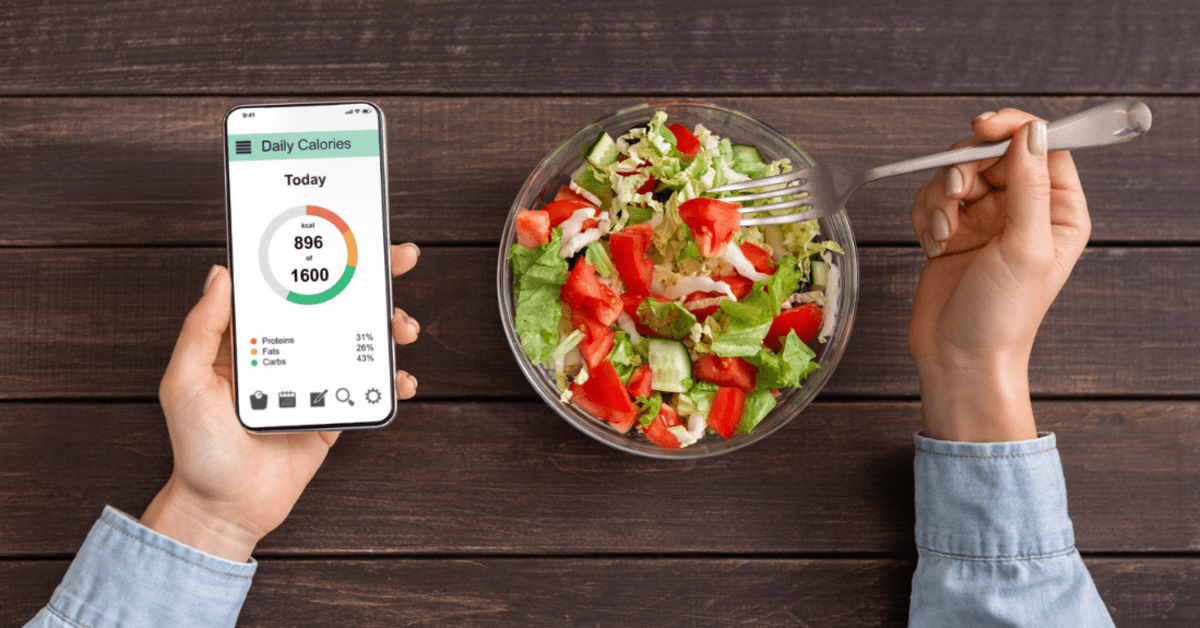 9:41
Daily Calories
Today
kcal
896
of
1600
Proteins 31%
Fats 26%
Carbs 43%